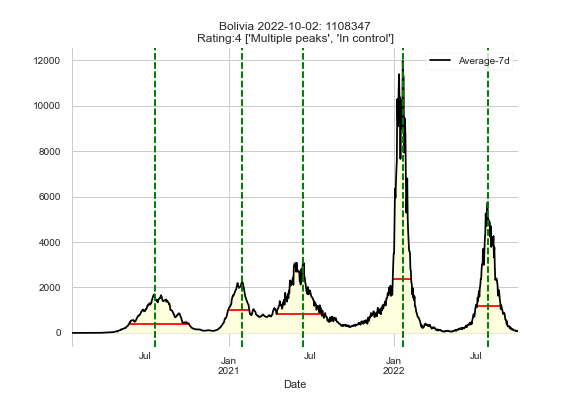 Bolivia 2022-10-02: 1108347
Rating:4 ['Multiple peaks', 'In control']
Average-7d
12000
10000
8000
6000
4000
2000
0
Jul Jan Jul Jan Jul
2021 2022
Date